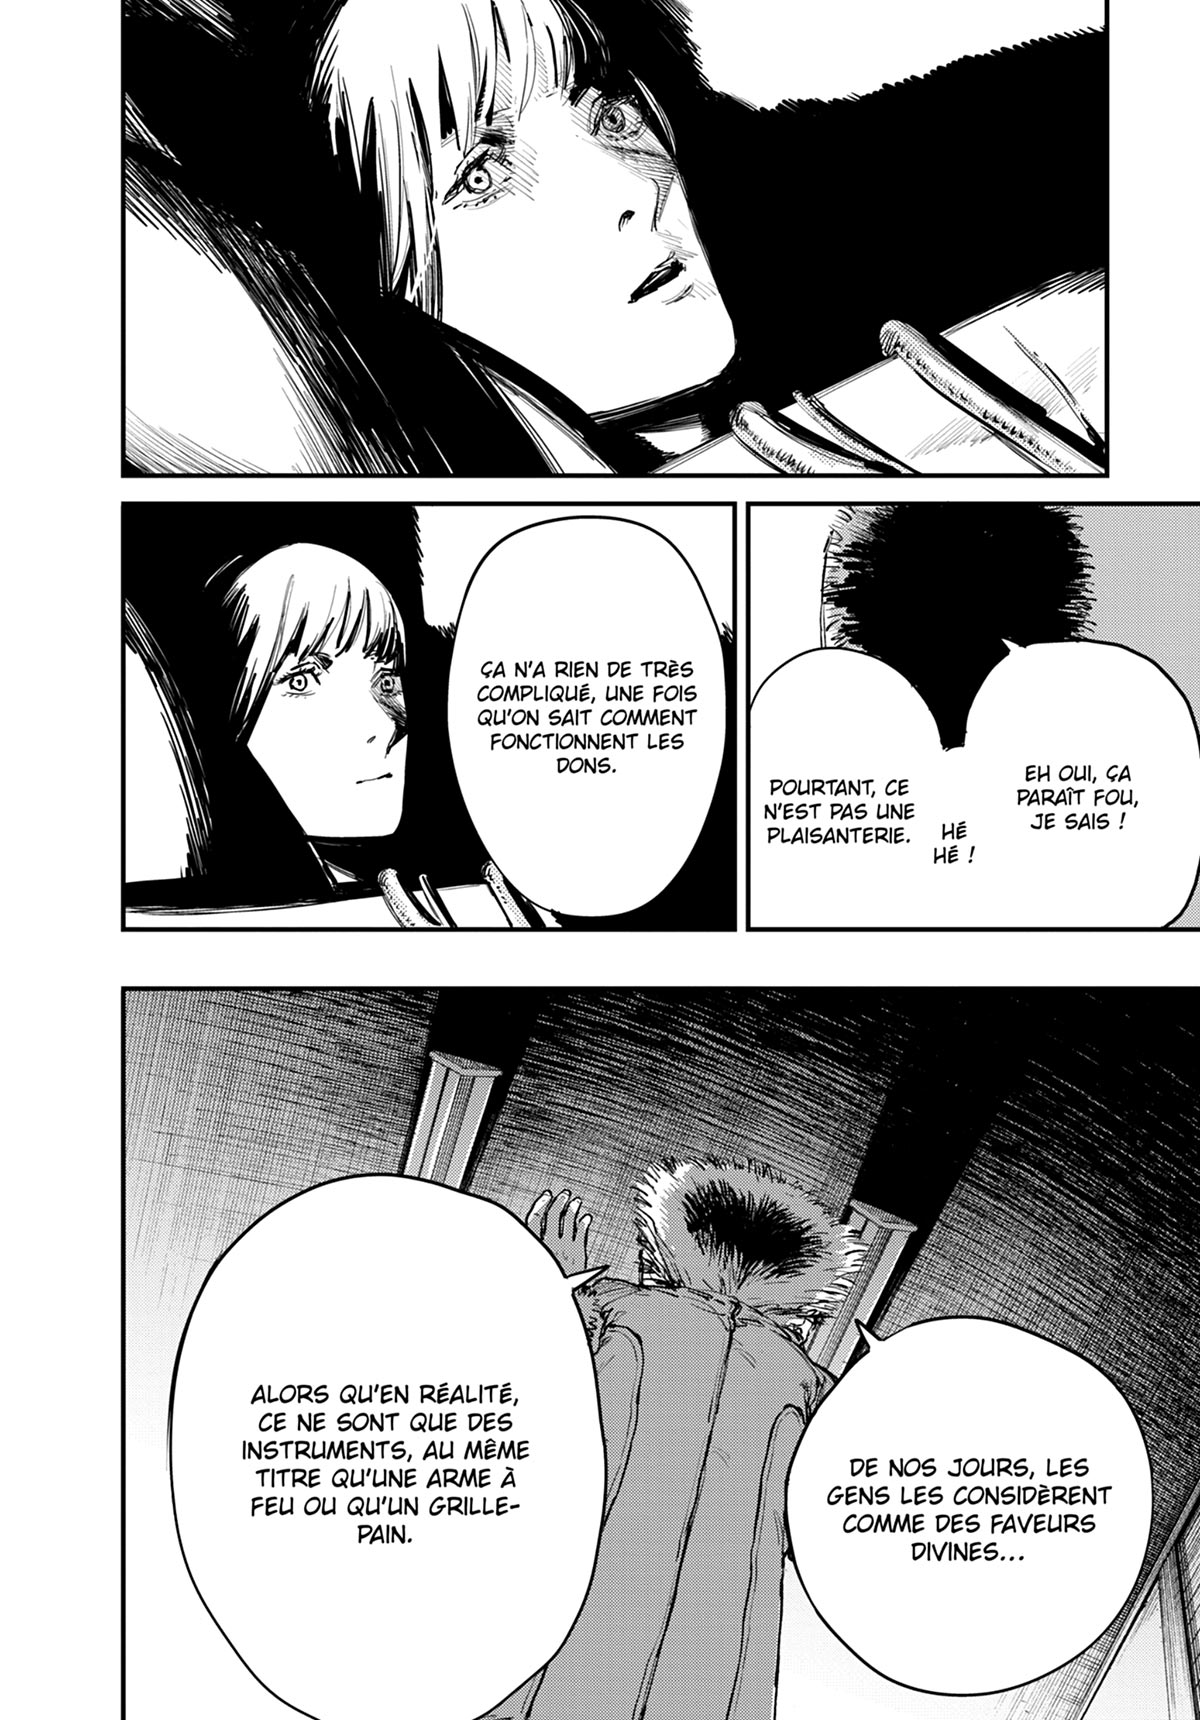 EH OUI, ÇA
PARAÎT FOU,
JE SAIS !
HÉ
HÉ !
POURTANT, CE
N'EST PAS UNE
PLAISANTERIE.
ÇA N'A RIEN DE TRÈS
COMPLIQUÉ, UNE FOIS
QU'ON SAIT COMMENT
FONCTIONNENT LES
DONS.
DE NOS JOURS, LES
GENS LES CONSIDÈRENT
COMME DES FAVEURS
DIVINES...
ALORS QU'EN RÉALITÉ,
CE NE SONT QUE DES
INSTRUMENTS, AU MÊME
TITRE QU'UNE ARME À
FEU OU QU'UN GRILLE-
PAIN.